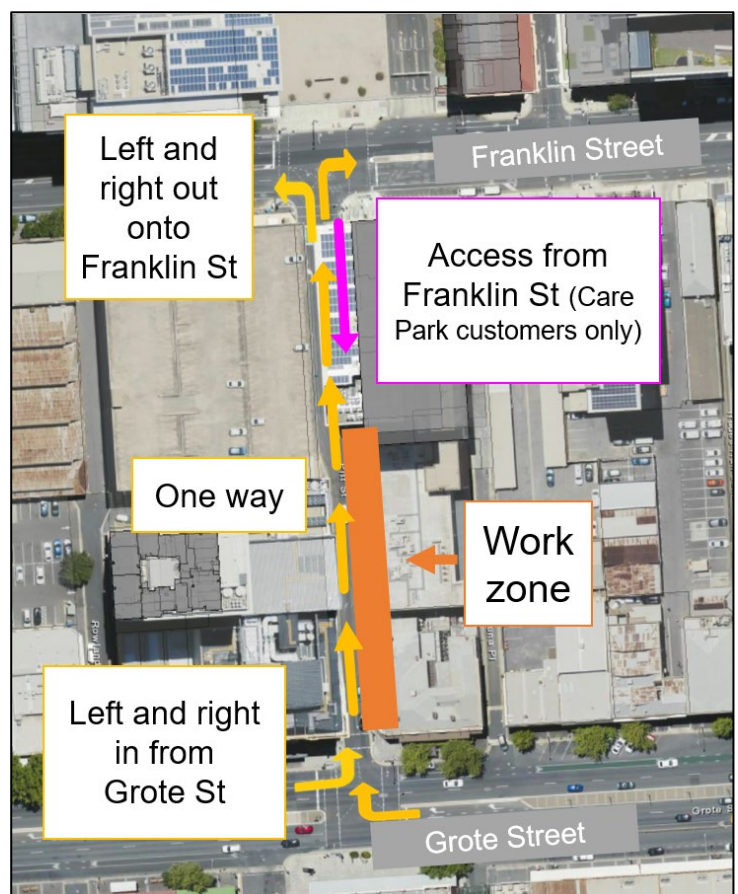 Franklin Street
Left and
right out
onto
Franklin St
Access from
Franklin St (Care
Park customers only)
One way
Work
zone
Left and right
in from
Grote St
Grote Street